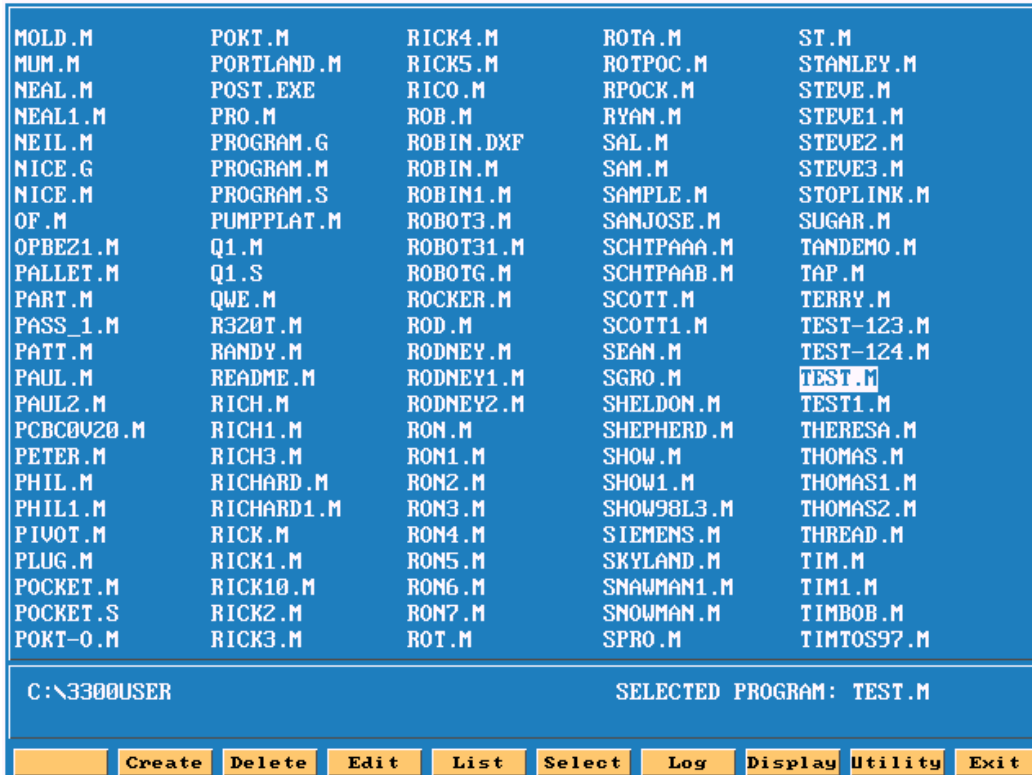 MOLD.M POKT.M RICK4.M ROTA.M ST.M
MUM.M PORTLAND.M RICK5.M ROTPOC.M STANLEY.M
NEAL.M POST.EXE RICO.M RPOCK.M STEVE.M
NEAL1.M PRO.M ROB.M RYAN.M STEVE1.M
NEIL.M PROGRAM.G ROBIN.DXF SAL.M STEVE2.M
NICE.G PROGRAM.M ROBIN.M SAM.M STEVE3.M
NICE.M PROGRAM.S ROBIN1.M SAMPLE.M STOPLINK.M
OF.M PUMPPLAT.M ROBOT3.M SANJOSE.M SUGAR.M
OPBEZ1.M Q1.M ROBOT31.M SCHTPAAA.M TANDEMO.M
PALLET.M Q1.S ROBOTG.M SCHTPAAB.M TAP.M
PART.M QWE.M ROCKER.M SCOTT.M TERRY.M
PASS_1.M R320T.M ROD.M SCOTT1.M TEST-123.M
PATT.M RANDY.M RODNEY.M SEAN.M TEST-124.M
PAUL.M README.M RODNEY1.M SGRO.M TEST.M
PAUL2.M RICH.M RODNEY2.M SHELDON.M TEST1.M
PCBC0V20.M RICH1.M RON.M SHEPHERD.M THERESA.M
PETER.M RICH3.M RON1.M SHOW.M THOMAS.M
PHIL.M RICHARD.M RON2.M SHOW1.M THOMAS1.M
PHIL1.M RICHARD1.M RON3.M SHOW98L3.M THOMAS2.M
PIVOT.M RICK.M RON4.M SIEMENS.M THREAD.M
PLUG.M RICK1.M RON5.M SKYLAND.M TIM.M
POCKET.M RICK10.M RON6.M SNAWMAN1.M TIM1.M
POCKET.S RICK2.M RON7.M SNOWMAN.M TIMBOB.M
POKT-O.M RICK3.M ROT.M SPRO.M TIMTOS97.M
C:\3300USER SELECTED PROGRAM: TEST.M
Create Delete Edit List Select Log Display Utility Exit